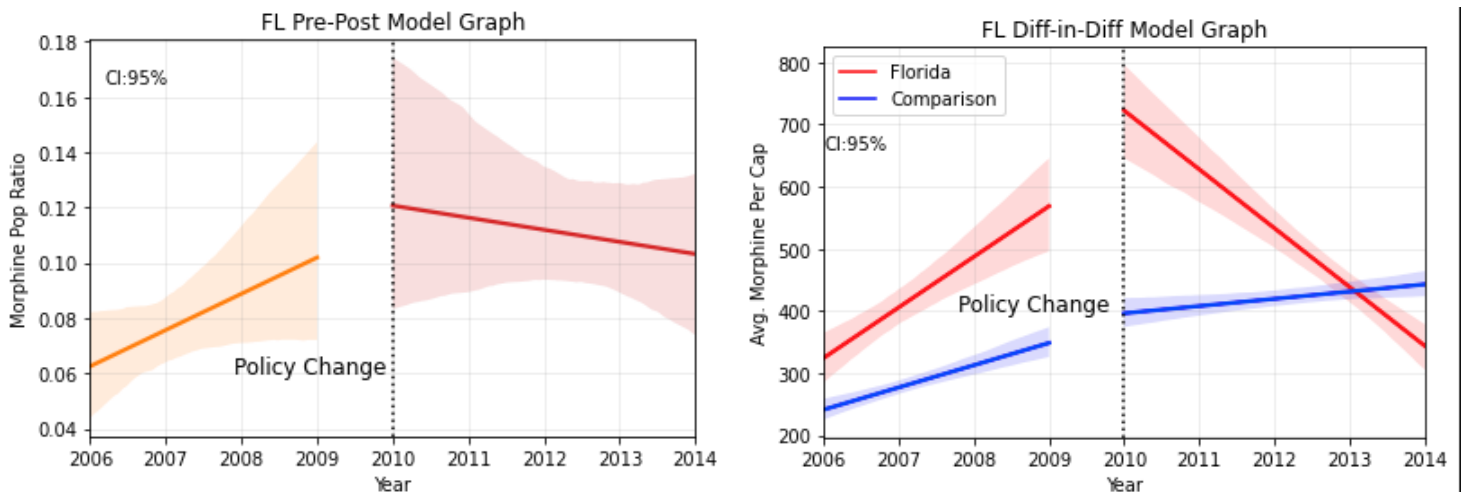 FL Pre-Post Model Graph
0.18
0.16
0.14
0.12
0.10
0.08
0.06
0.04
Morphine Pop Ratio
CI:95%
Policy Change
2006 2007 2008 2009 2010 2011 2012 2013 2014
Year
FL Diff-in-Diff Model Graph
800
700
600
500
400
300
200
Avg. Morphine Per Cap
Florida
Comparison
CI:95%
Policy Change
2006 2007 2008 2009 2010 2011 2012 2013 2014
Year